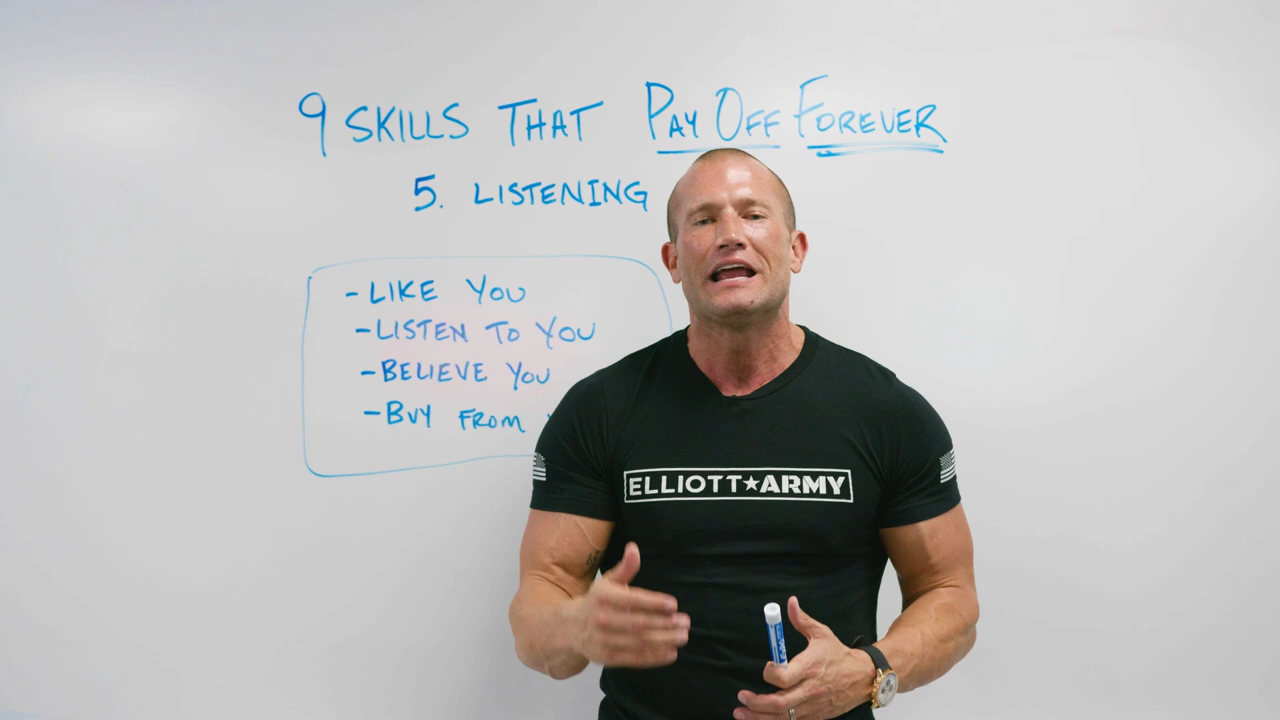 9 SKILLS THAT PAY OFF FOREVER
5. LISTENING
- LIKE YOU
- LISTEN TO YOU
- BELIEVE YOU
- BUY FROM
ELLIOTT★ARMY